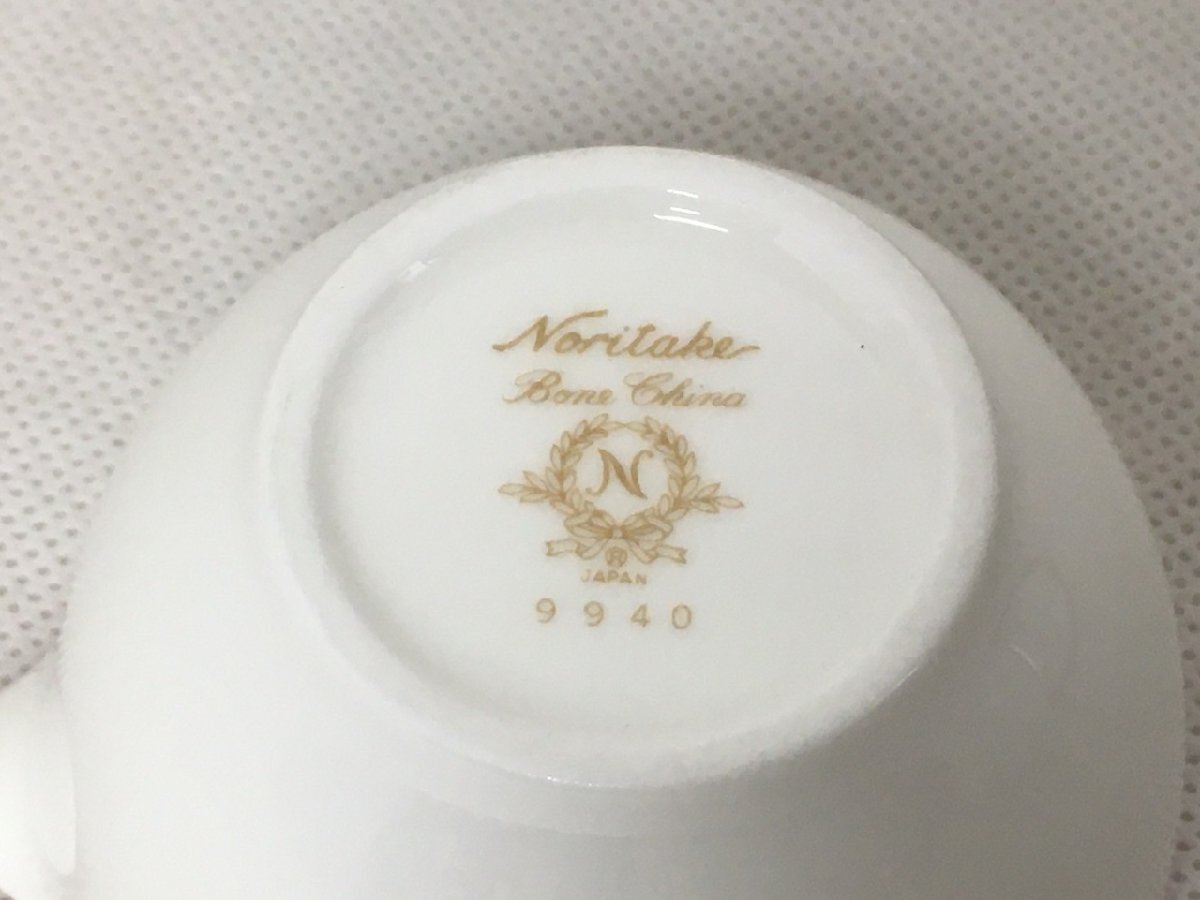 Noritake
Bone China
N
®
JAPAN
9940